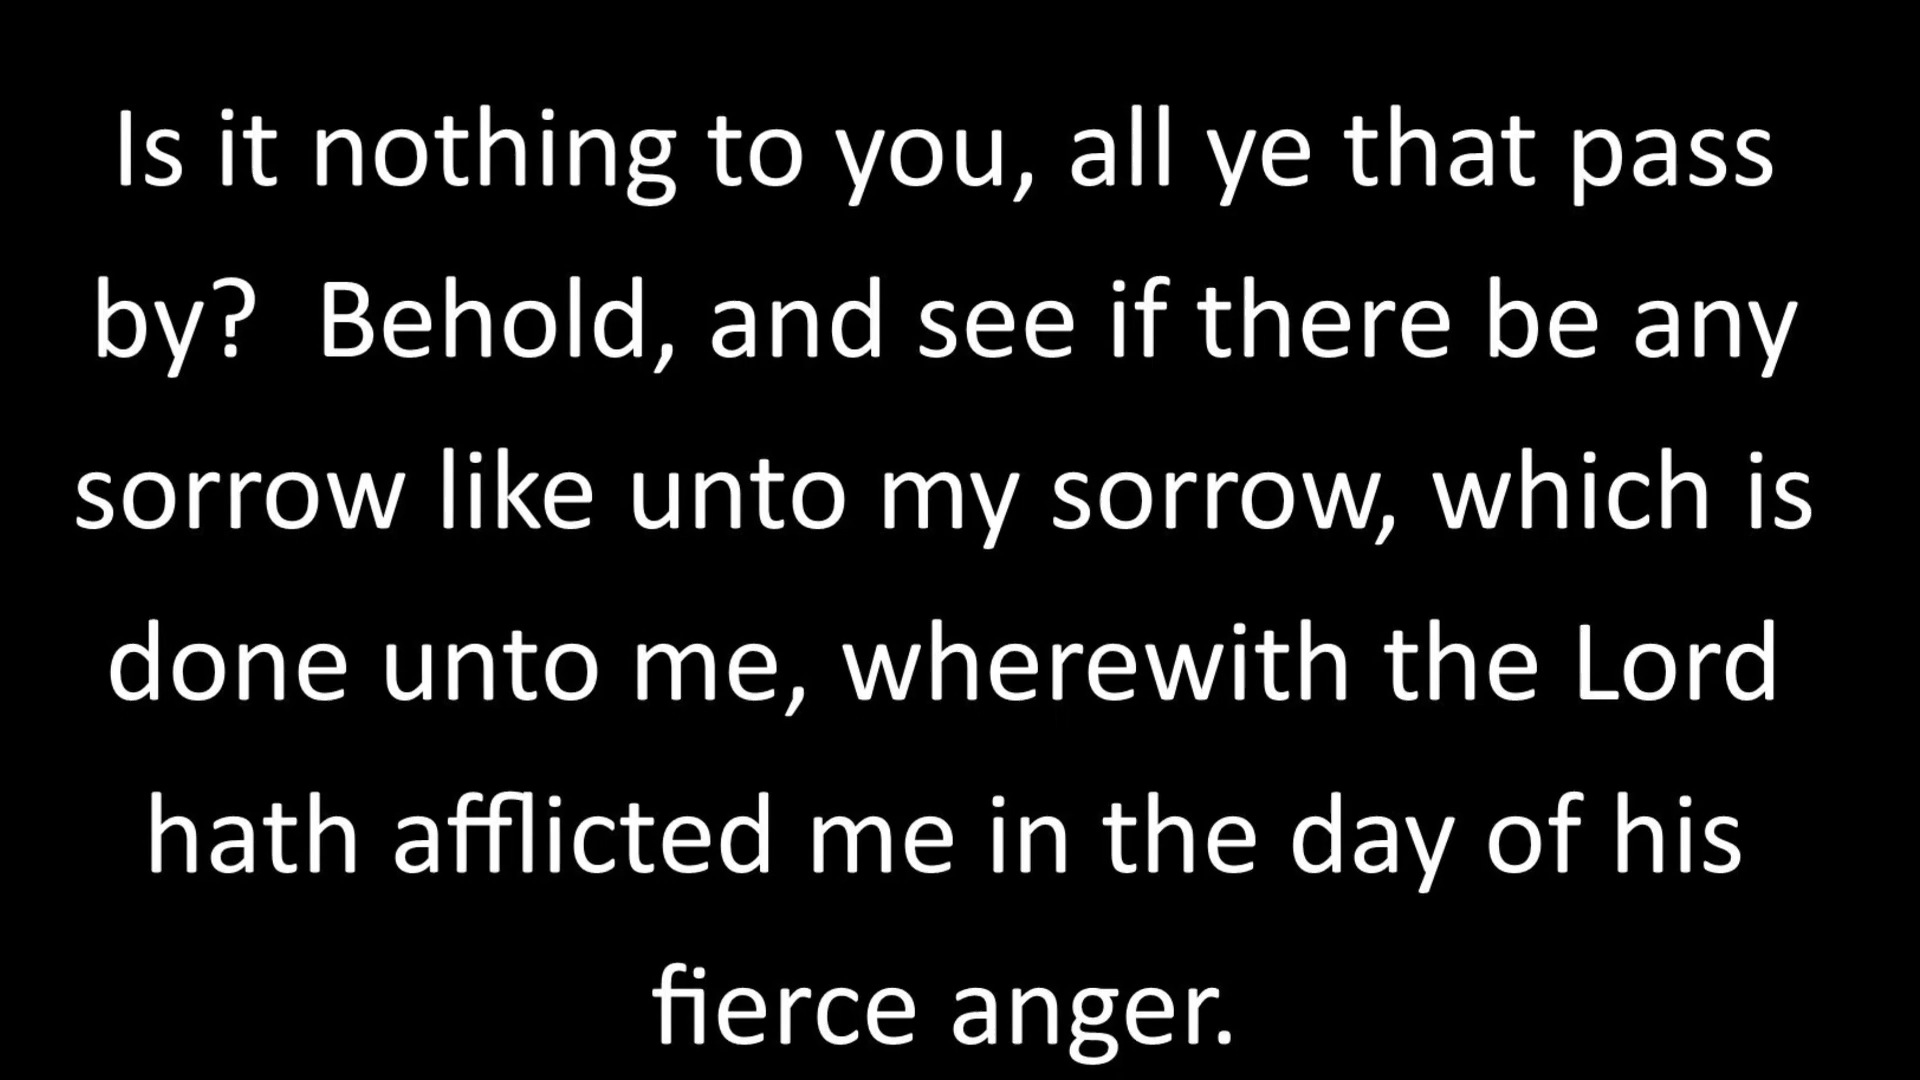 Is it nothing to you, all ye that pass
by?  Behold, and see if there be any
sorrow like unto my sorrow, which is
done unto me, wherewith the Lord
hath afflicted me in the day of his
fierce anger.